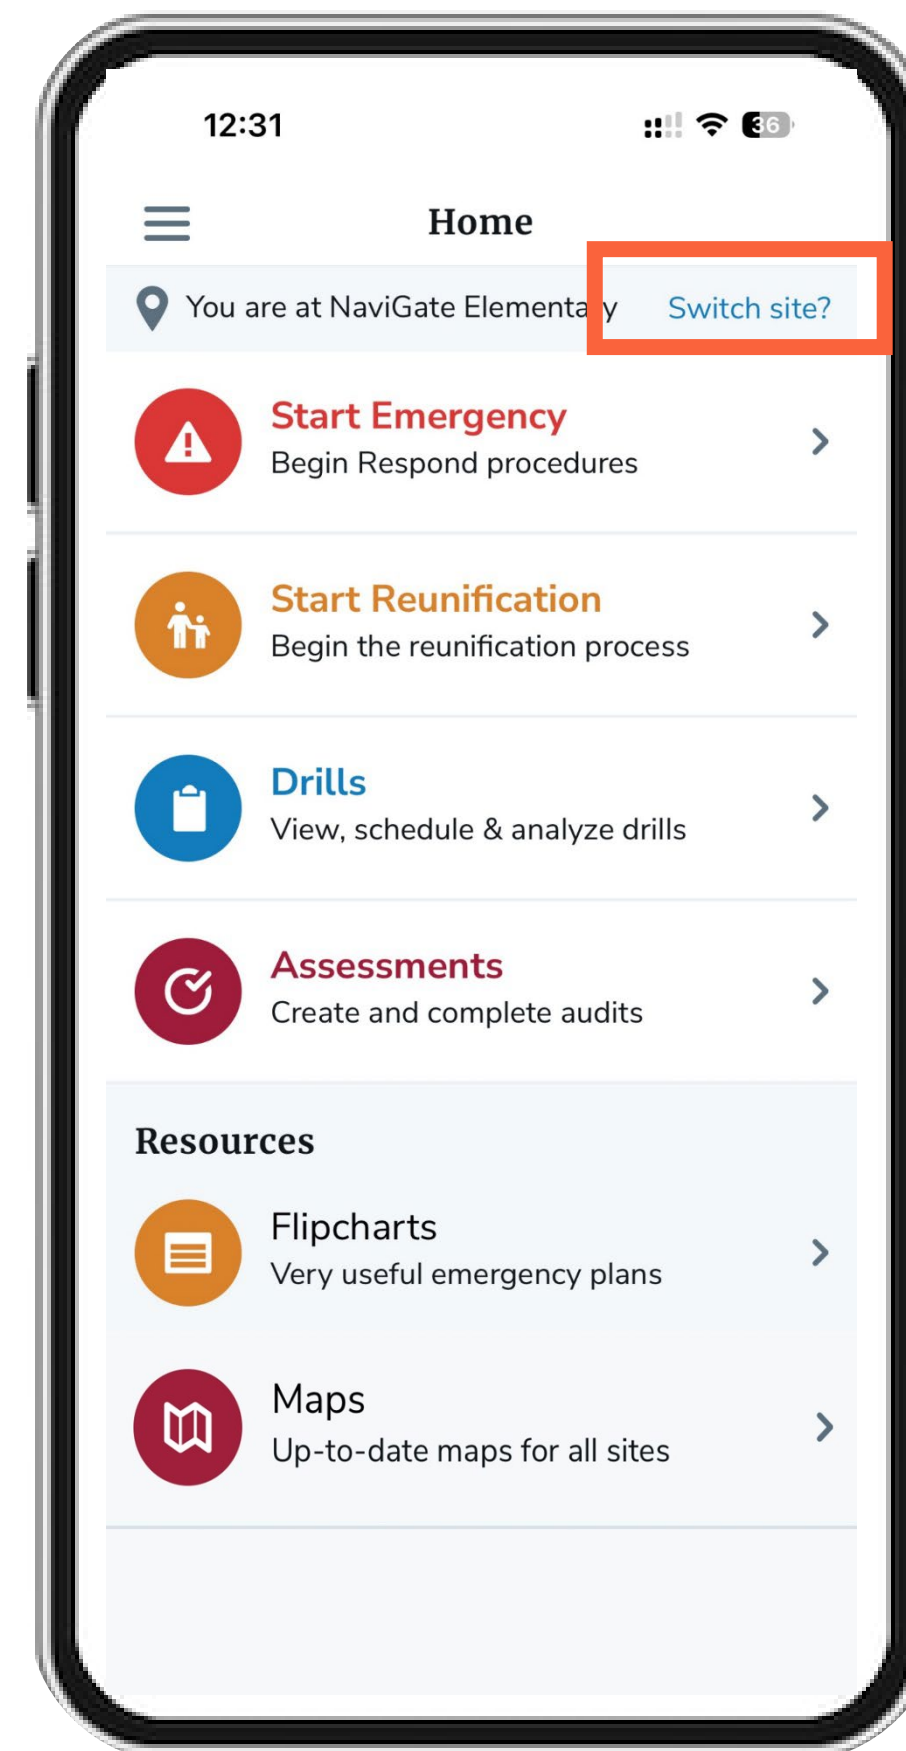 12:31
36
Home
You are at NaviGate Elementary
Switch site?
Start Emergency
Begin Respond procedures
Start Reunification
Begin the reunification process
Drills
View, schedule & analyze drills
Assessments
Create and complete audits
Resources
Flipcharts
Very useful emergency plans
Maps
Up-to-date maps for all sites